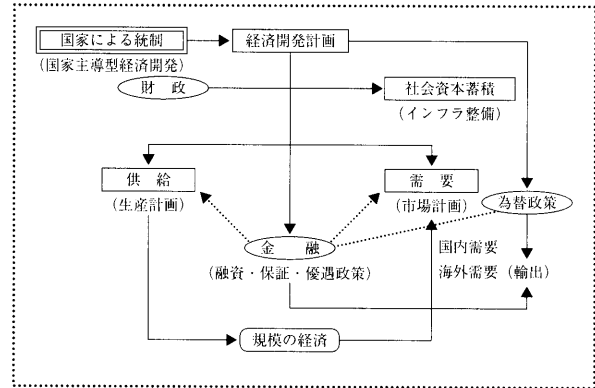 国家による統制
経済開発計画
(国家主導型経済開発)
財 政
社会資本蓄積
(インフラ整備)
供 給
需 要
(生産計画)
(市場計画)
為替政策
金 融
国内需要
(融資・保証・優遇政策)
海外需要 (輸出)
規模の経済